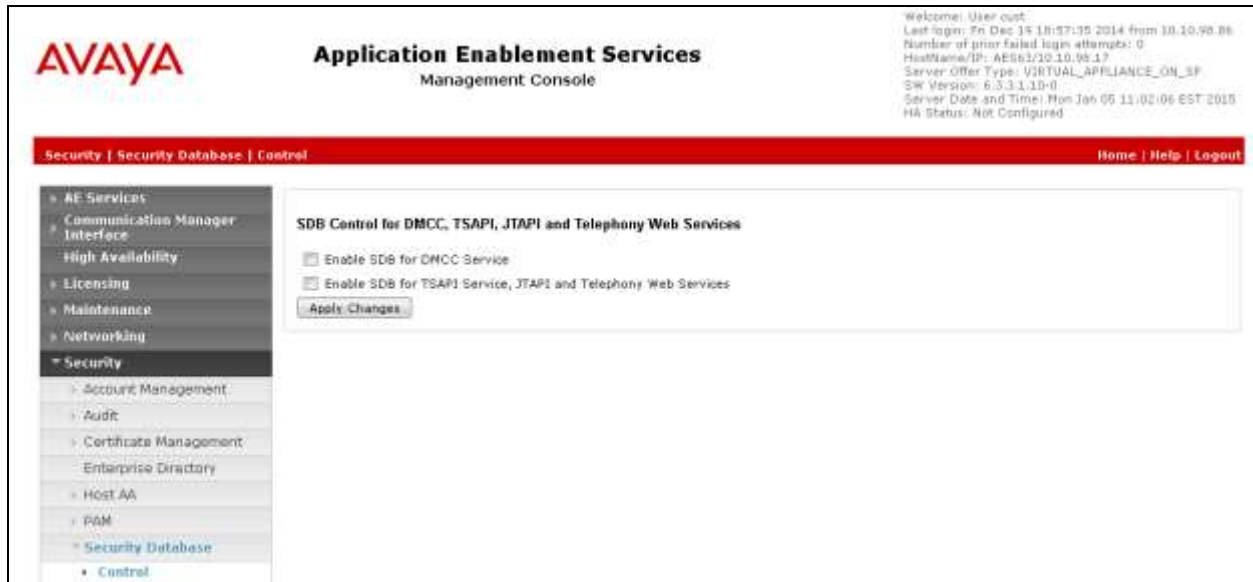 AVAYA
Application Enablement Services
Management Console
Welcome: User cust
Last login: Fri Dec 19 18:57:35 2014 from 10.10.98.86
Number of prior failed login attempts: 0
HostName/IP: AES63/10.10.98.17
Server Offer Type: VIRTUAL_APPLIANCE_ON_SP
SW Version: 6.3.3.1.10-0
Server Date and Time: Mon Jan 05 11:02:06 EST 2015
HA Status: Not Configured
Security | Security Database | Control
Home | Help | Logout
AE Services
Communication Manager
Interface
High Availability
Licensing
Maintenance
Networking
Security
Account Management
Audit
Certificate Management
Enterprise Directory
Host AA
PAM
Security Database
Control
SDB Control for DMCC, TSAPI, JTAPI and Telephony Web Services
Enable SDB for DMCC Service
Enable SDB for TSAPI Service, JTAPI and Telephony Web Services
Apply Changes